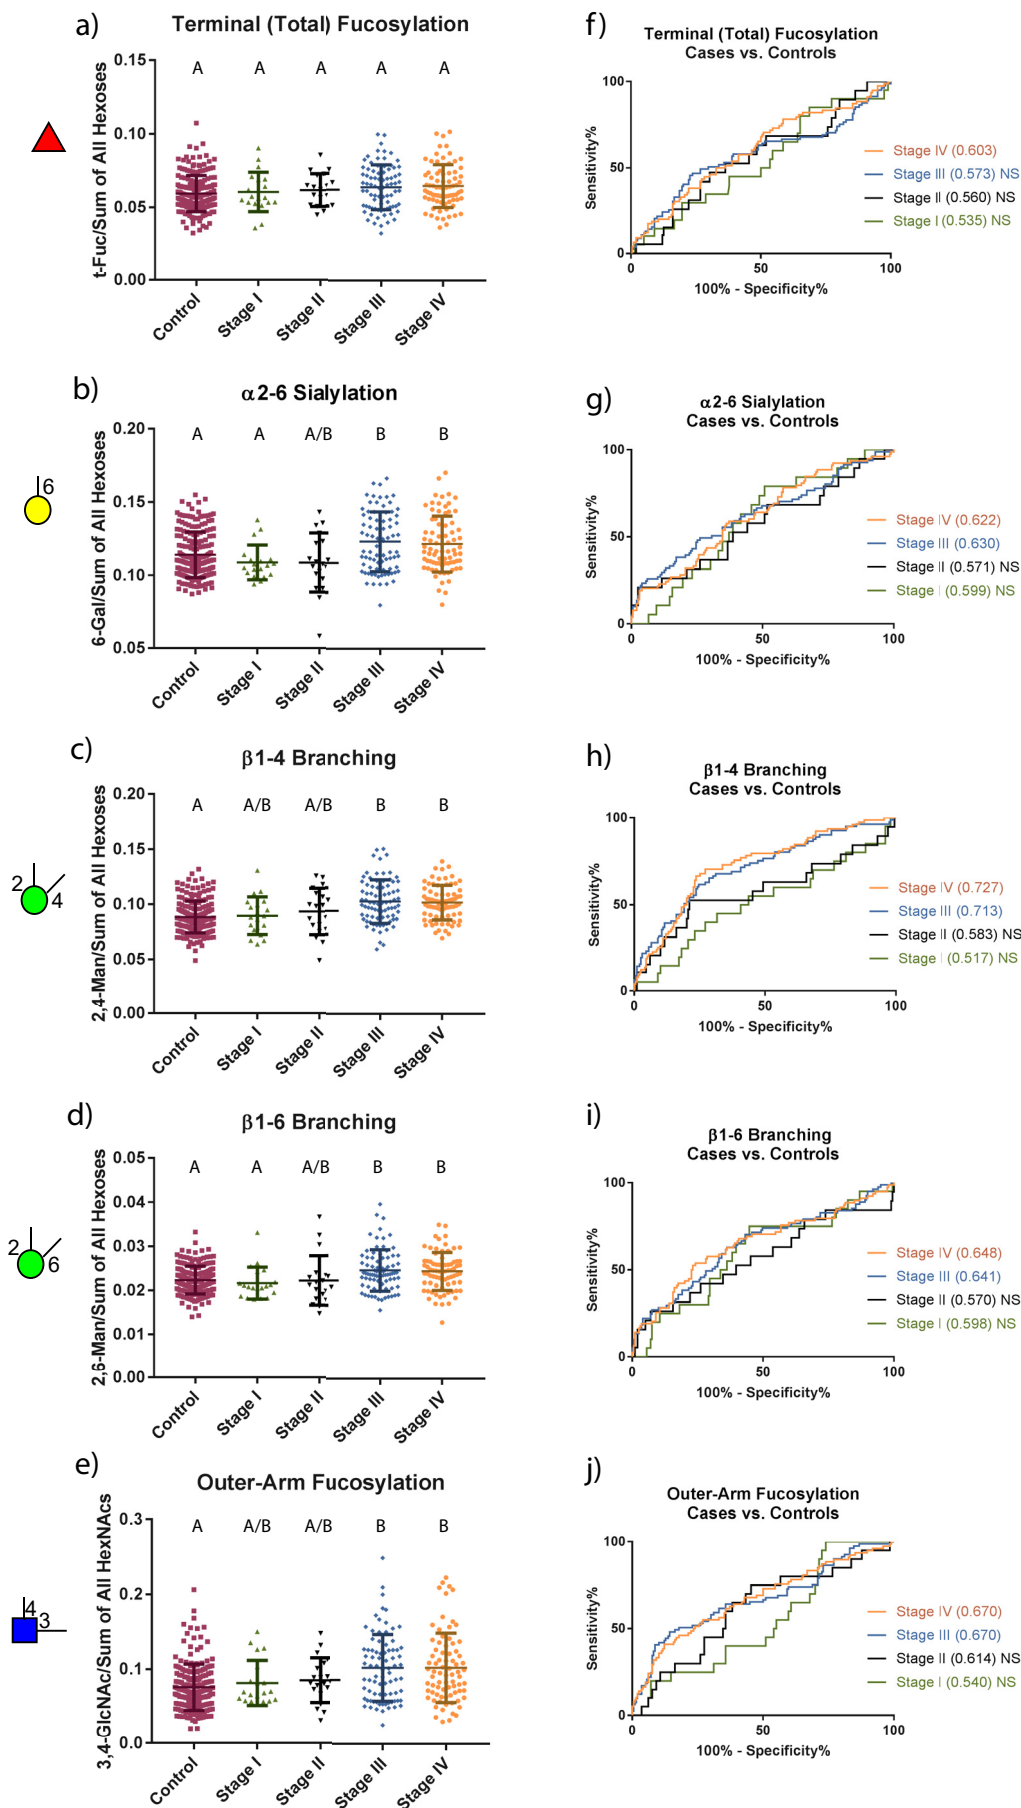 a)
Terminal (Total) Fucosylation
t-Fuc/Sum of All Hexoses
0.15
0.10
0.05
0.00
A A A A A
Control
Stage I
Stage II
Stage III
Stage IV
f)
Terminal (Total) Fucosylation
Cases vs. Controls
Sensitivity%
100
50
0
0 50 100
100% - Specificity%
Stage IV (0.603)
Stage III (0.573) NS
Stage II (0.560) NS
Stage I (0.535) NS
b)
α2-6 Sialylation
6
6-Gal/Sum of All Hexoses
0.20
0.15
0.10
0.05
A A A/B B B
Control
Stage I
Stage II
Stage III
Stage IV
g)
α2-6 Sialylation
Cases vs. Controls
Sensitivity%
100
50
0
0 50 100
100% - Specificity%
Stage IV (0.622)
Stage III (0.630)
Stage II (0.571) NS
Stage I (0.599) NS
c)
β1-4 Branching
2 4
2,4-Man/Sum of All Hexoses
0.20
0.15
0.10
0.05
0.00
A A/B A/B B B
Control
Stage I
Stage II
Stage III
Stage IV
h)
β1-4 Branching
Cases vs. Controls
Sensitivity%
100
50
0
0 50 100
100% - Specificity%
Stage IV (0.727)
Stage III (0.713)
Stage II (0.583) NS
Stage I (0.517) NS
d)
β1-6 Branching
2 6
2,6-Man/Sum of All Hexoses
0.05
0.04
0.03
0.02
0.01
0.00
A A A/B B B
Control
Stage I
Stage II
Stage III
Stage IV
i)
β1-6 Branching
Cases vs. Controls
Sensitivity%
100
50
0
0 50 100
100% - Specificity%
Stage IV (0.648)
Stage III (0.641)
Stage II (0.570) NS
Stage I (0.598) NS
e)
Outer-Arm Fucosylation
4 3
3,4-GlcNAc/Sum of All HexNAcs
0.3
0.2
0.1
0.0
A A/B A/B B B
Control
Stage I
Stage II
Stage III
Stage IV
j)
Outer-Arm Fucosylation
Cases vs. Controls
Sensitivity%
100
50
0
0 50 100
100% - Specificity%
Stage IV (0.670)
Stage III (0.670)
Stage II (0.614) NS
Stage I (0.540) NS